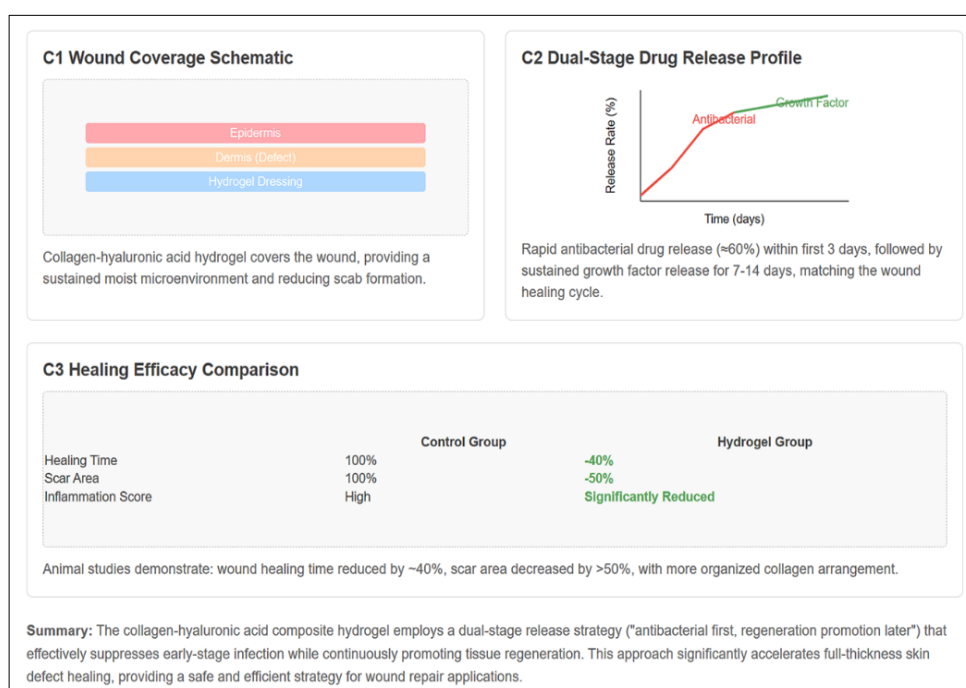 C1 Wound Coverage Schematic
Epidermis
Dermis (Defect)
Hydrogel Dressing
Collagen-hyaluronic acid hydrogel covers the wound, providing a
sustained moist microenvironment and reducing scab formation.
C2 Dual-Stage Drug Release Profile
Release Rate (%)
Antibacterial
Growth Factor
Time (days)
Rapid antibacterial drug release (≈60%) within first 3 days, followed by
sustained growth factor release for 7-14 days, matching the wound
healing cycle.
C3 Healing Efficacy Comparison
Control Group Hydrogel Group
Healing Time 100% -40%
Scar Area 100% -50%
Inflammation Score High Significantly Reduced
Animal studies demonstrate: wound healing time reduced by ~40%, scar area decreased by >50%, with more organized collagen arrangement.
Summary: The collagen-hyaluronic acid composite hydrogel employs a dual-stage release strategy ("antibacterial first, regeneration promotion later") that
effectively suppresses early-stage infection while continuously promoting tissue regeneration. This approach significantly accelerates full-thickness skin
defect healing, providing a safe and efficient strategy for wound repair applications.